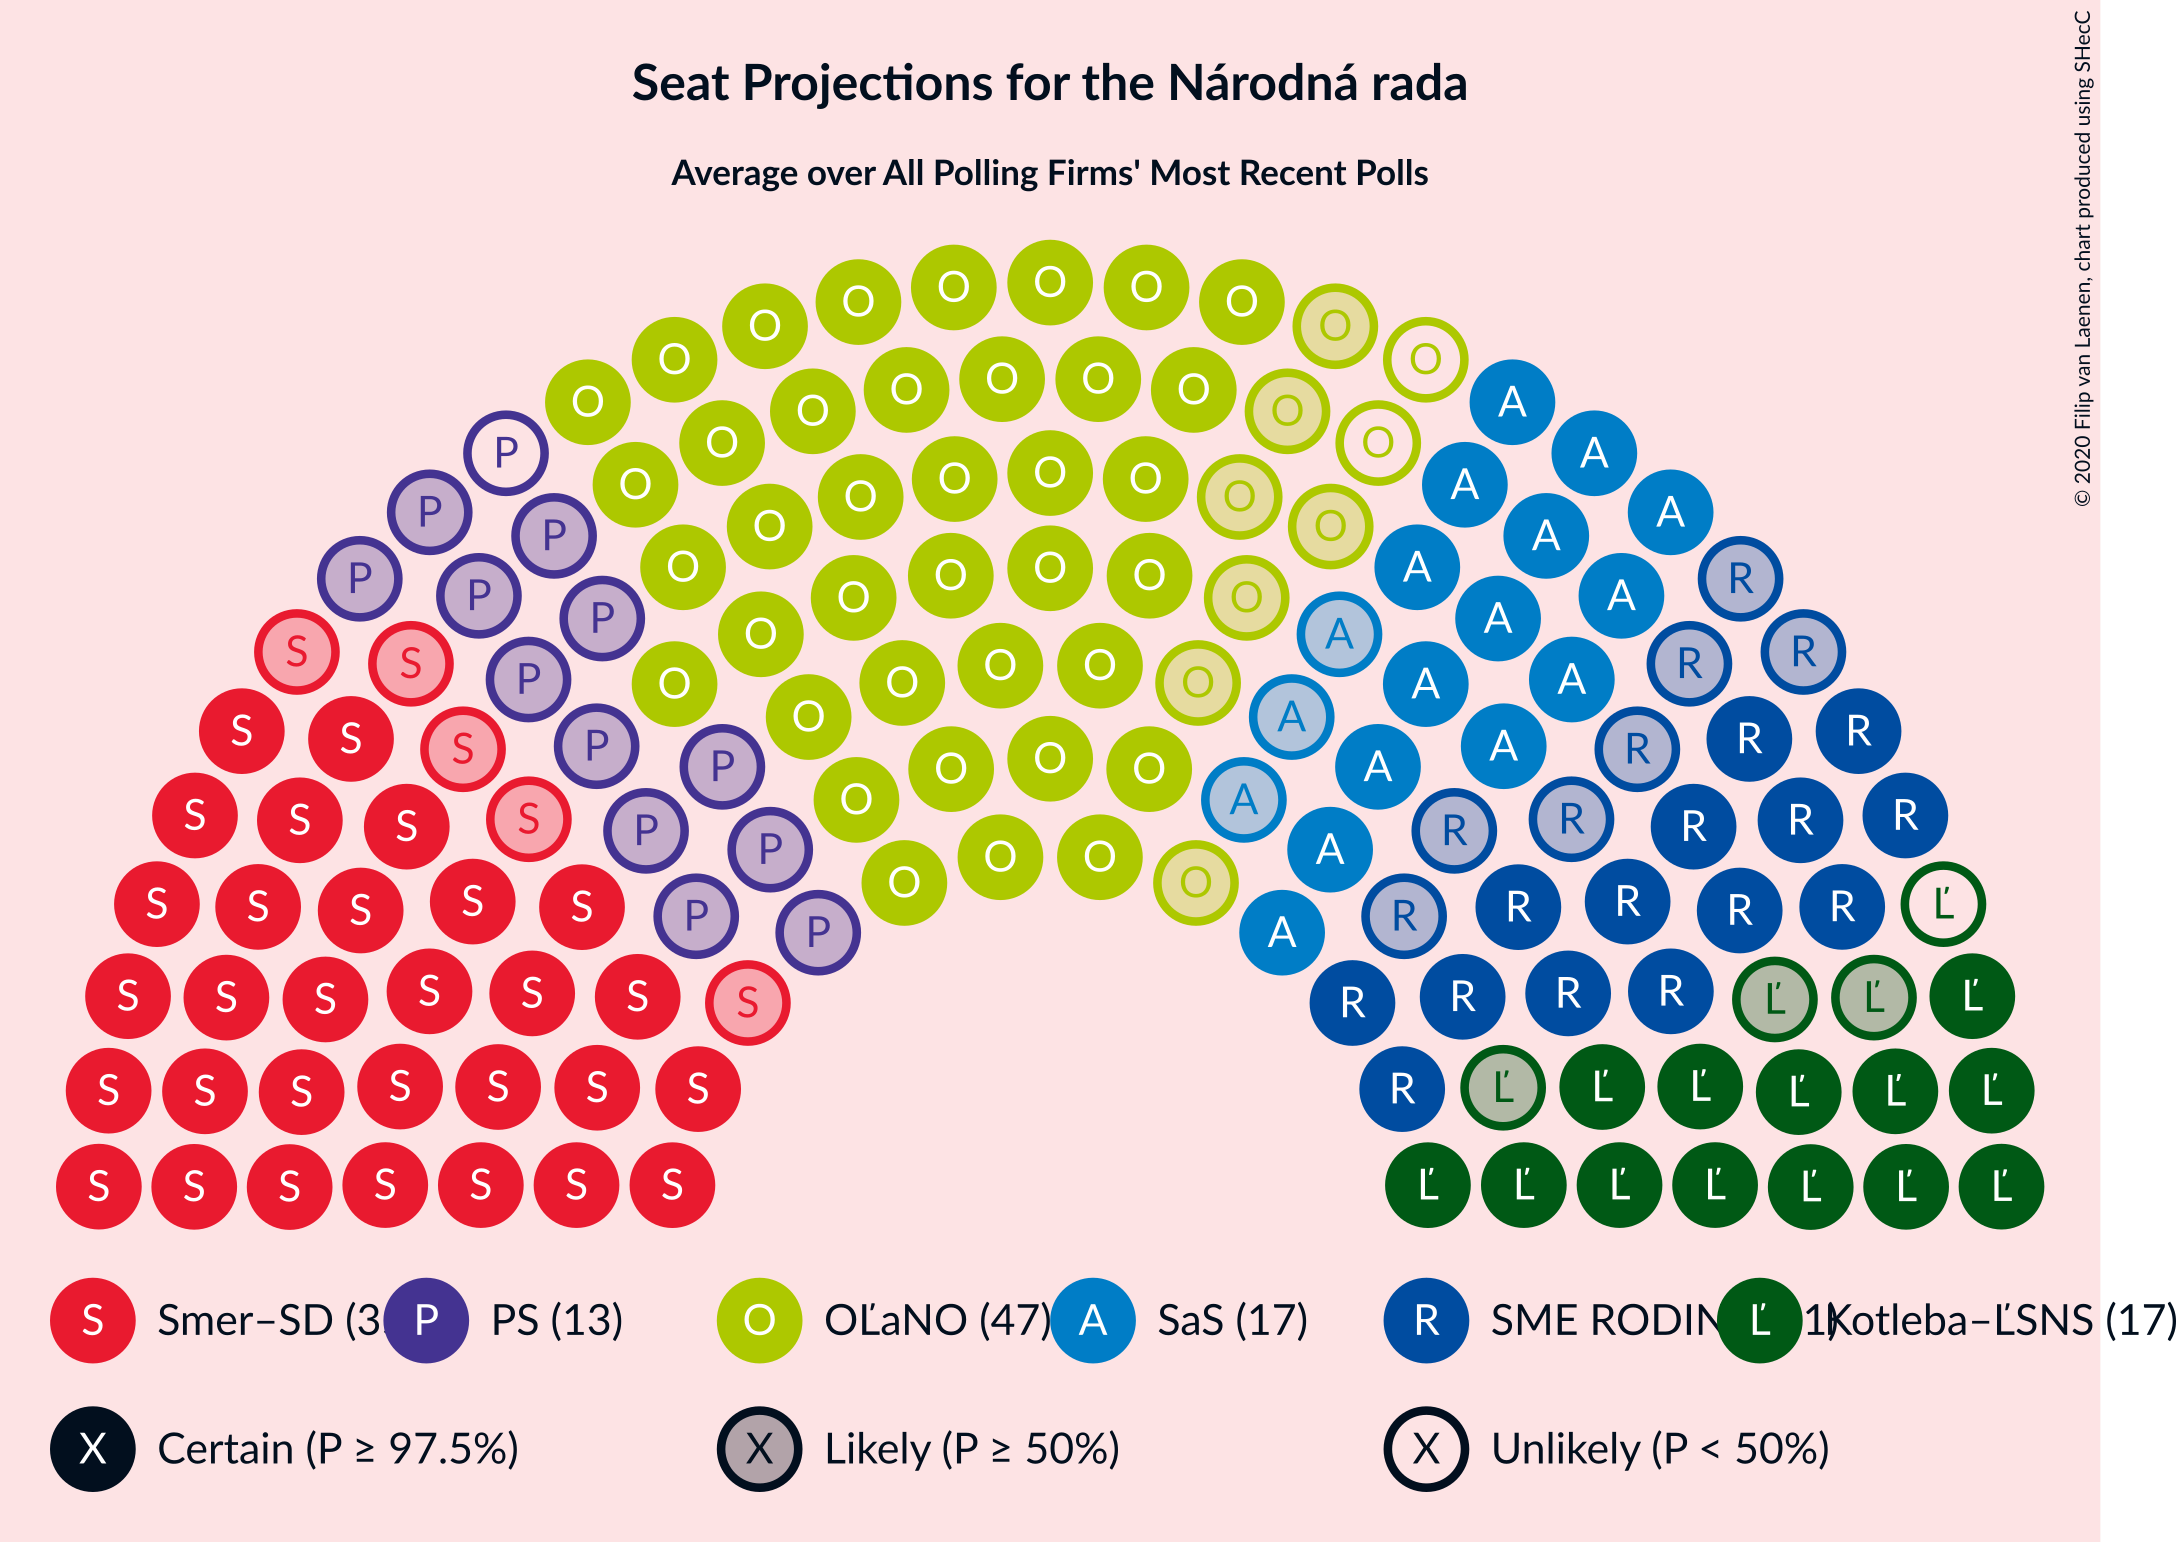 Seat Projections for the Národná rada
Average over All Polling Firms' Most Recent Polls
© 2020 Filip van Laenen, chart produced using SHecC
O O O O O
O O
O O O O
O O O O O A
P O O A
P O O O O O O A A
P O O A
P P O O O O O O A A R
P O A A
S S P O O O O O A A R R
S S S P P O A A A R R R
S S S S P P O O O O A A R R R R R
S S S S S P P O O O O A R R R R R Ľ
S S S S S S S R R R R Ľ Ľ Ľ
S S S S S S S R Ľ Ľ Ľ Ľ Ľ Ľ
S S S S S S S Ľ Ľ Ľ Ľ Ľ Ľ Ľ
S Smer–SD (3 P PS (13) O OĽaNO (47) A SaS (17) R SME RODIN Ľ 1) Kotleba–ĽSNS (17)
X Certain (P ≥ 97.5%) X Likely (P ≥ 50%) X Unlikely (P < 50%)